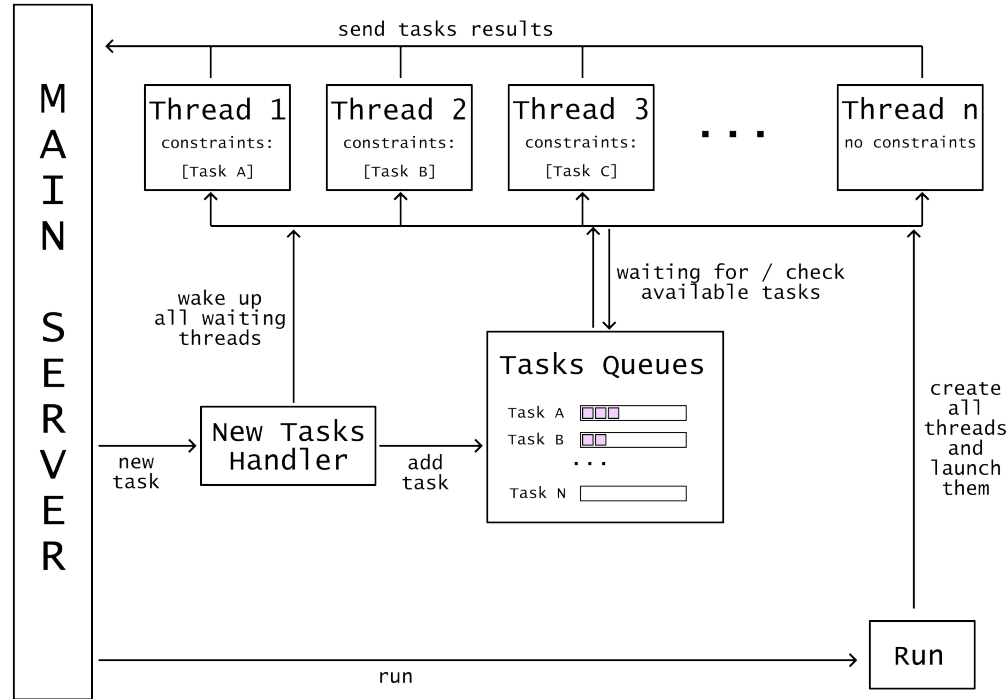 MAIN SERVER
send tasks results
Thread 1
constraints:
[Task A]
Thread 2
constraints:
[Task B]
Thread 3
constraints:
[Task C]
...
Thread n
no constraints
wake up
all waiting
threads
waiting for / check
available tasks
Tasks Queues
Task A
Task B
...
Task N
New Tasks
Handler
new
task
add
task
create
all
threads
and
launch
them
Run
run